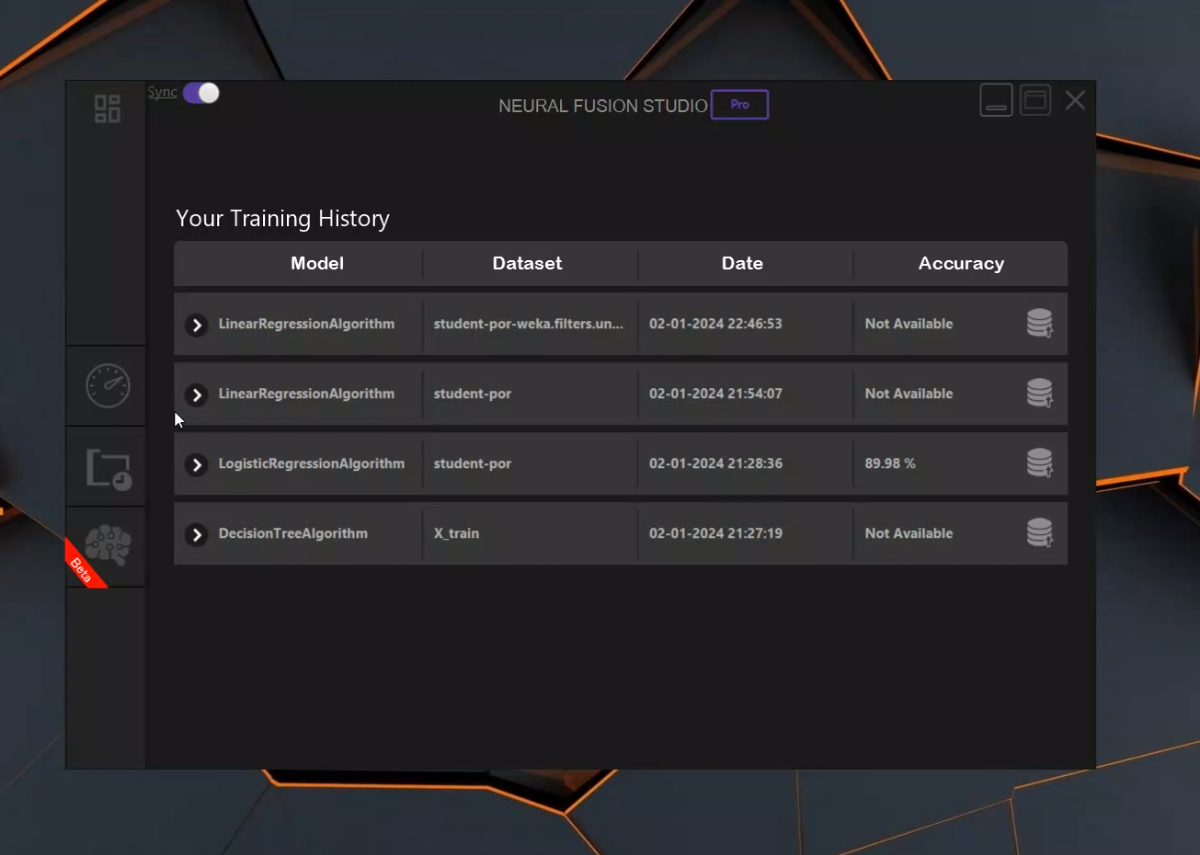 Sync
NEURAL FUSION STUDIO Pro
Your Training History
Model Dataset Date Accuracy
LinearRegressionAlgorithm student-por-weka.filters.un... 02-01-2024 22:46:53 Not Available
LinearRegressionAlgorithm student-por 02-01-2024 21:54:07 Not Available
LogisticRegressionAlgorithm student-por 02-01-2024 21:28:36 89.98 %
DecisionTreeAlgorithm X_train 02-01-2024 21:27:19 Not Available
Beta